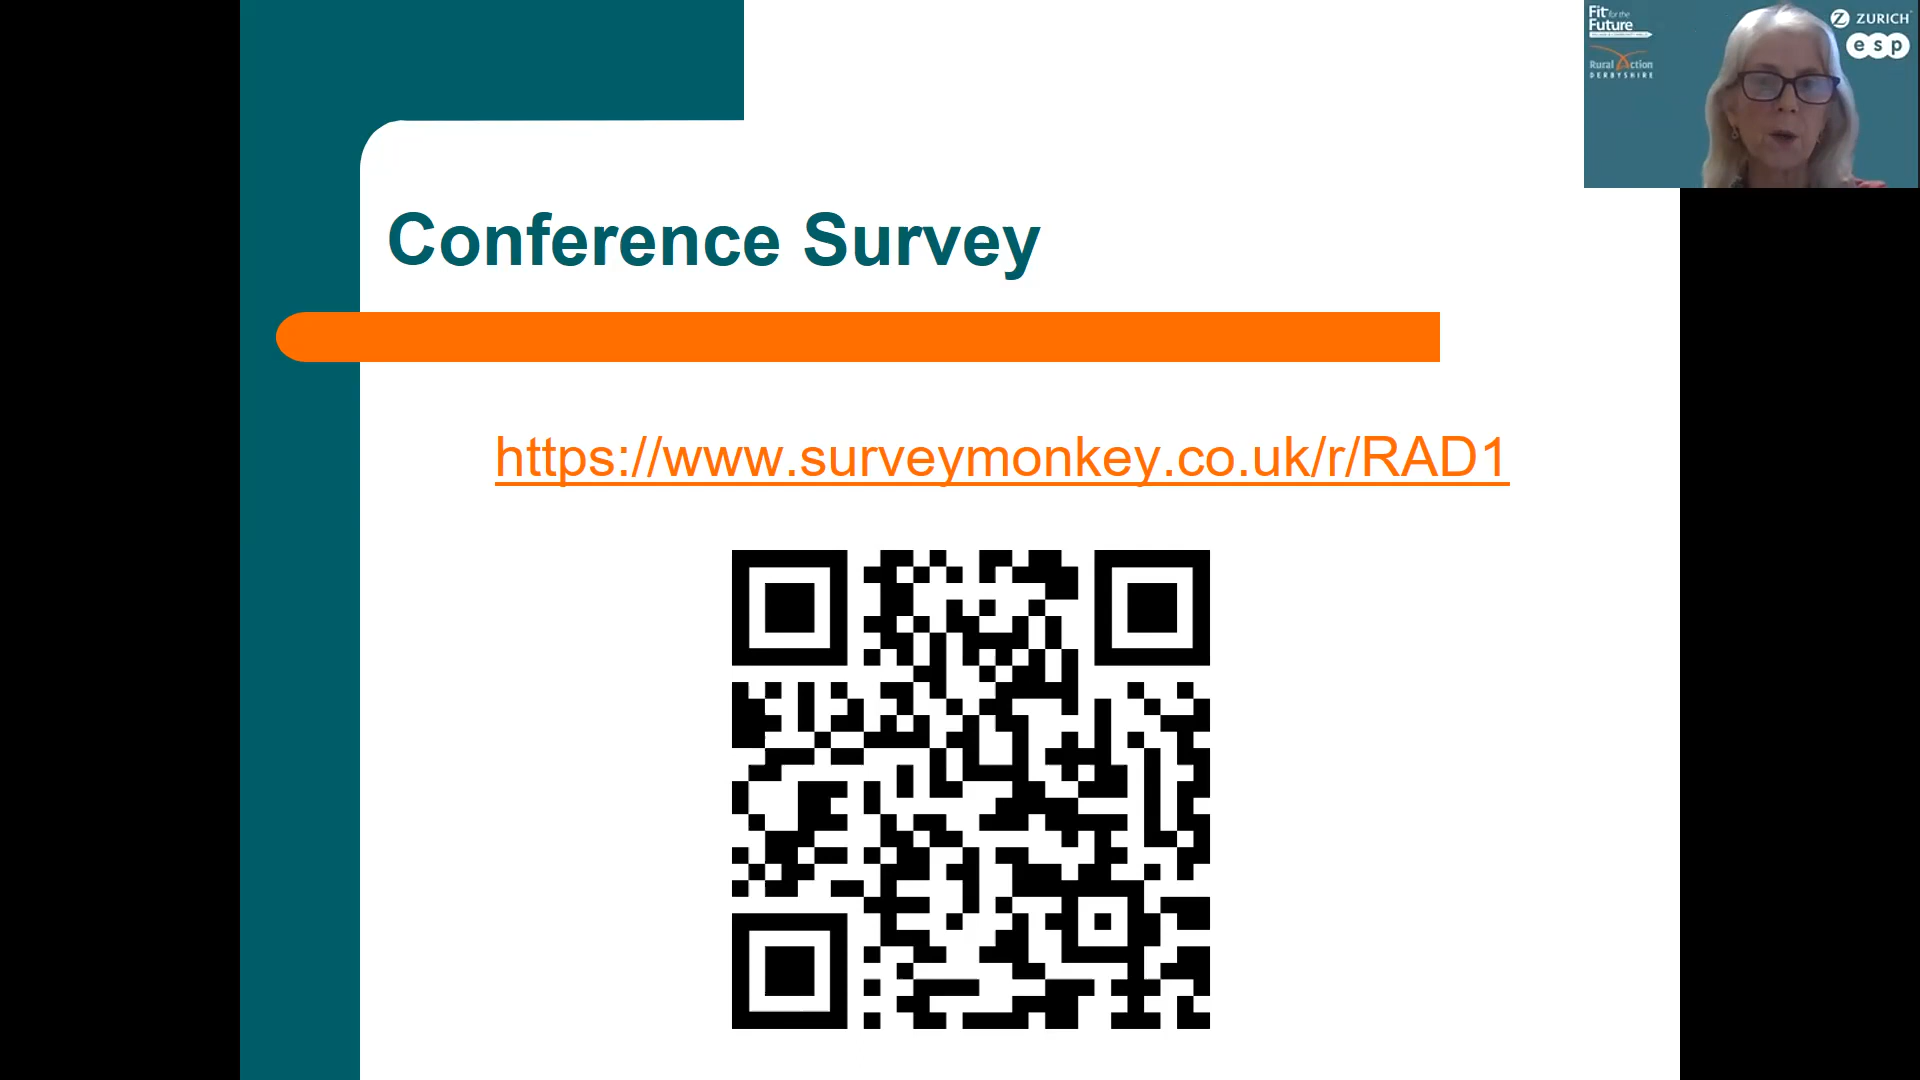 Conference Survey
https://www.surveymonkey.co.uk/r/RAD1
Fit for the
Future
Rural Action
DERBYSHIRE
Z ZURICH
esp